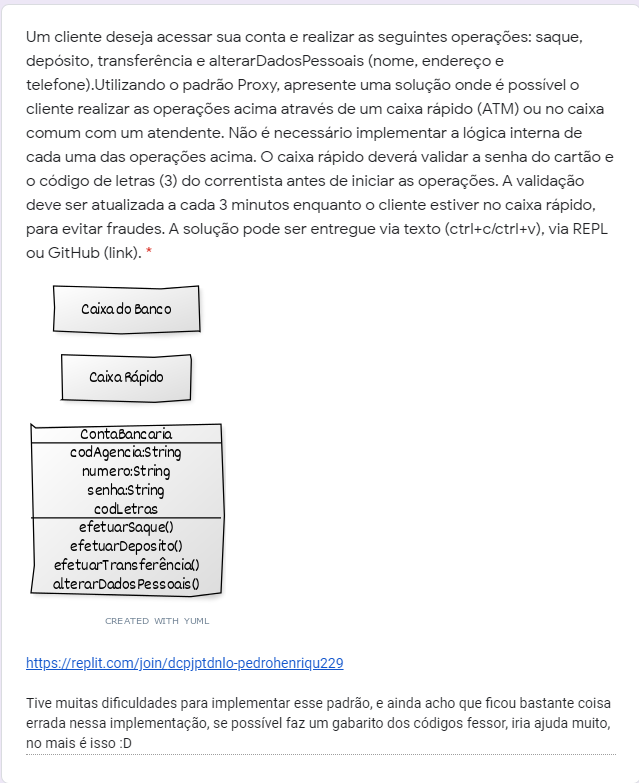 Um cliente deseja acessar sua conta e realizar as seguintes operações: saque,
depósito, transferência e alterarDadosPessoais (nome, endereço e
telefone).Utilizando o padrão Proxy, apresente uma solução onde é possível o
cliente realizar as operações acima através de um caixa rápido (ATM) ou no caixa
comum com um atendente. Não é necessário implementar a lógica interna de
cada uma das operações acima. O caixa rápido deverá validar a senha do cartão e
o código de letras (3) do correntista antes de iniciar as operações. A validação
deve ser atualizada a cada 3 minutos enquanto o cliente estiver no caixa rápido,
para evitar fraudes. A solução pode ser entregue via texto (ctrl+c/ctrl+v), via REPL
ou GitHub (link). *
Caixa do Banco
Caixa Rápido
ContaBancaria
codAgencia:String
numero:String
senha:String
codLetras
efetuarSaque()
efetuarDeposito()
efetuarTransferência()
alterarDadosPessoais()
CREATED WITH YUML
https://replit.com/join/dcpjptdnlo-pedrohenriqu229
Tive muitas dificuldades para implementar esse padrão, e ainda acho que ficou bastante coisa
errada nessa implementação, se possível faz um gabarito dos códigos fessor, iria ajuda muito,
no mais é isso :D